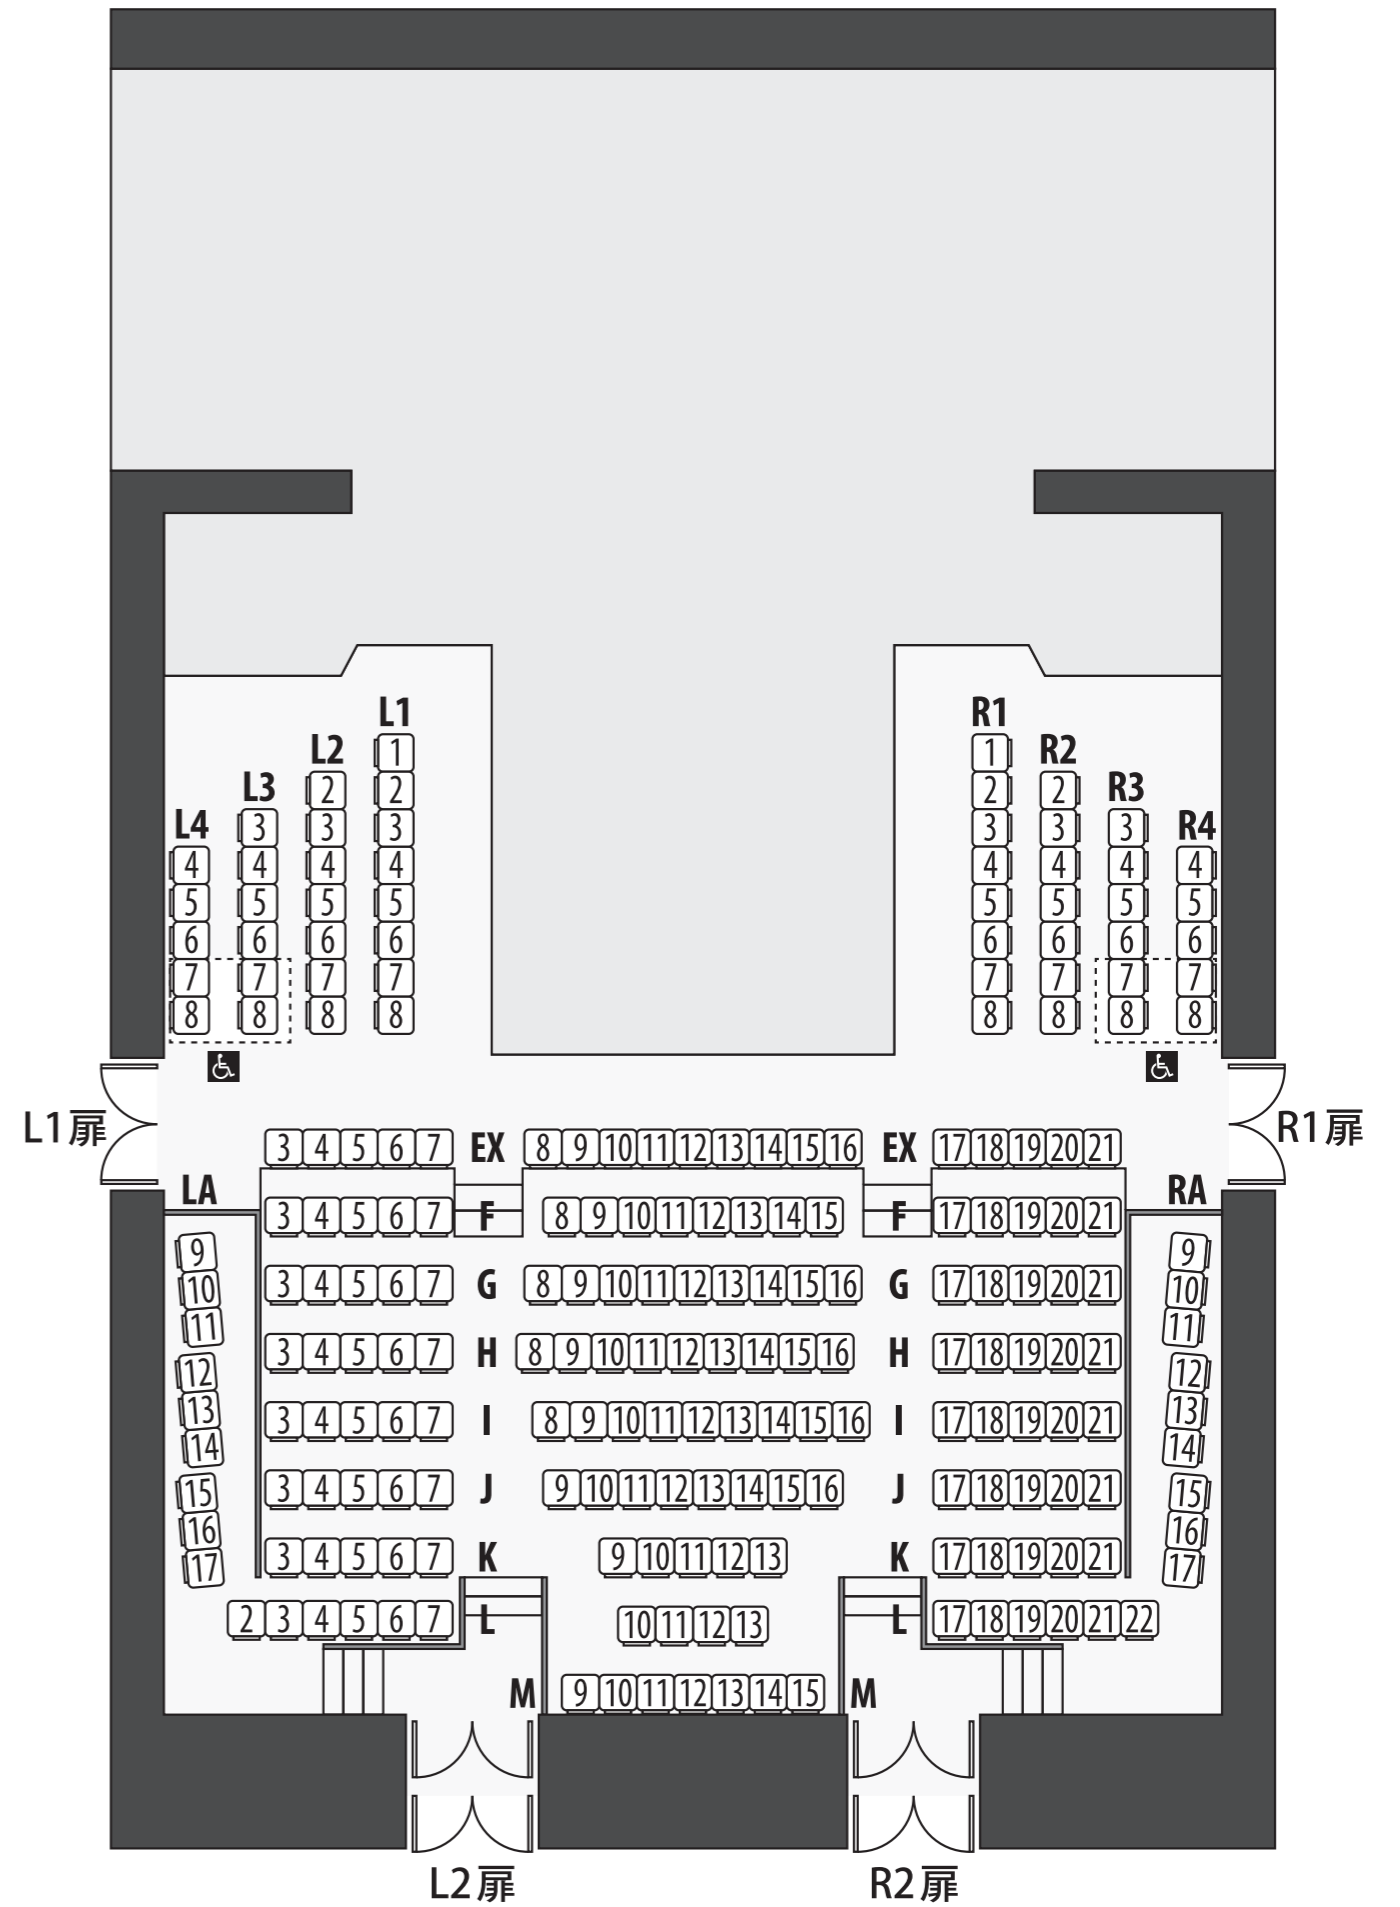 L1 R1
L2 R2
L3 R3
L4 R4
1 1
2 2 2 2
3 3 3 3 3 3
4 4 4 4 4 4 4 4
5 5 5 5 5 5 5 5
6 6 6 6 6 6 6 6
7 7 7 7 7 7 7 7
8 8 8 8 8 8 8 8
L1扉 R1扉
3 4 5 6 7 EX 8 9 10 11 12 13 14 15 16 EX 17 18 19 20 21
LA RA
3 4 5 6 7 F 8 9 10 11 12 13 14 15 F 17 18 19 20 21
9 9
3 4 5 6 7 G 8 9 10 11 12 13 14 15 16 G 17 18 19 20 21
10 10
11 11
3 4 5 6 7 H 8 9 10 11 12 13 14 15 16 H 17 18 19 20 21
12 12
13 13
3 4 5 6 7 I 8 9 10 11 12 13 14 15 16 I 17 18 19 20 21
14 14
3 4 5 6 7 J 9 10 11 12 13 14 15 16 J 17 18 19 20 21
15 15
16 16
3 4 5 6 7 K 9 10 11 12 13 K 17 18 19 20 21
17 17
2 3 4 5 6 7 L 10 11 12 13 L 17 18 19 20 21 22
M 9 10 11 12 13 14 15 M
L2扉 R2扉